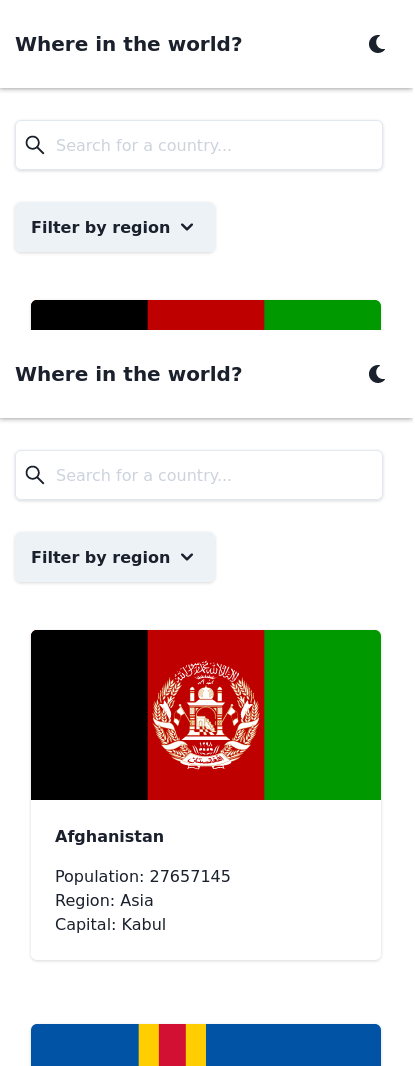 Where in the world?
Search for a country...
Filter by region
Where in the world?
Search for a country...
Filter by region
Afghanistan
Population: 27657145
Region: Asia
Capital: Kabul